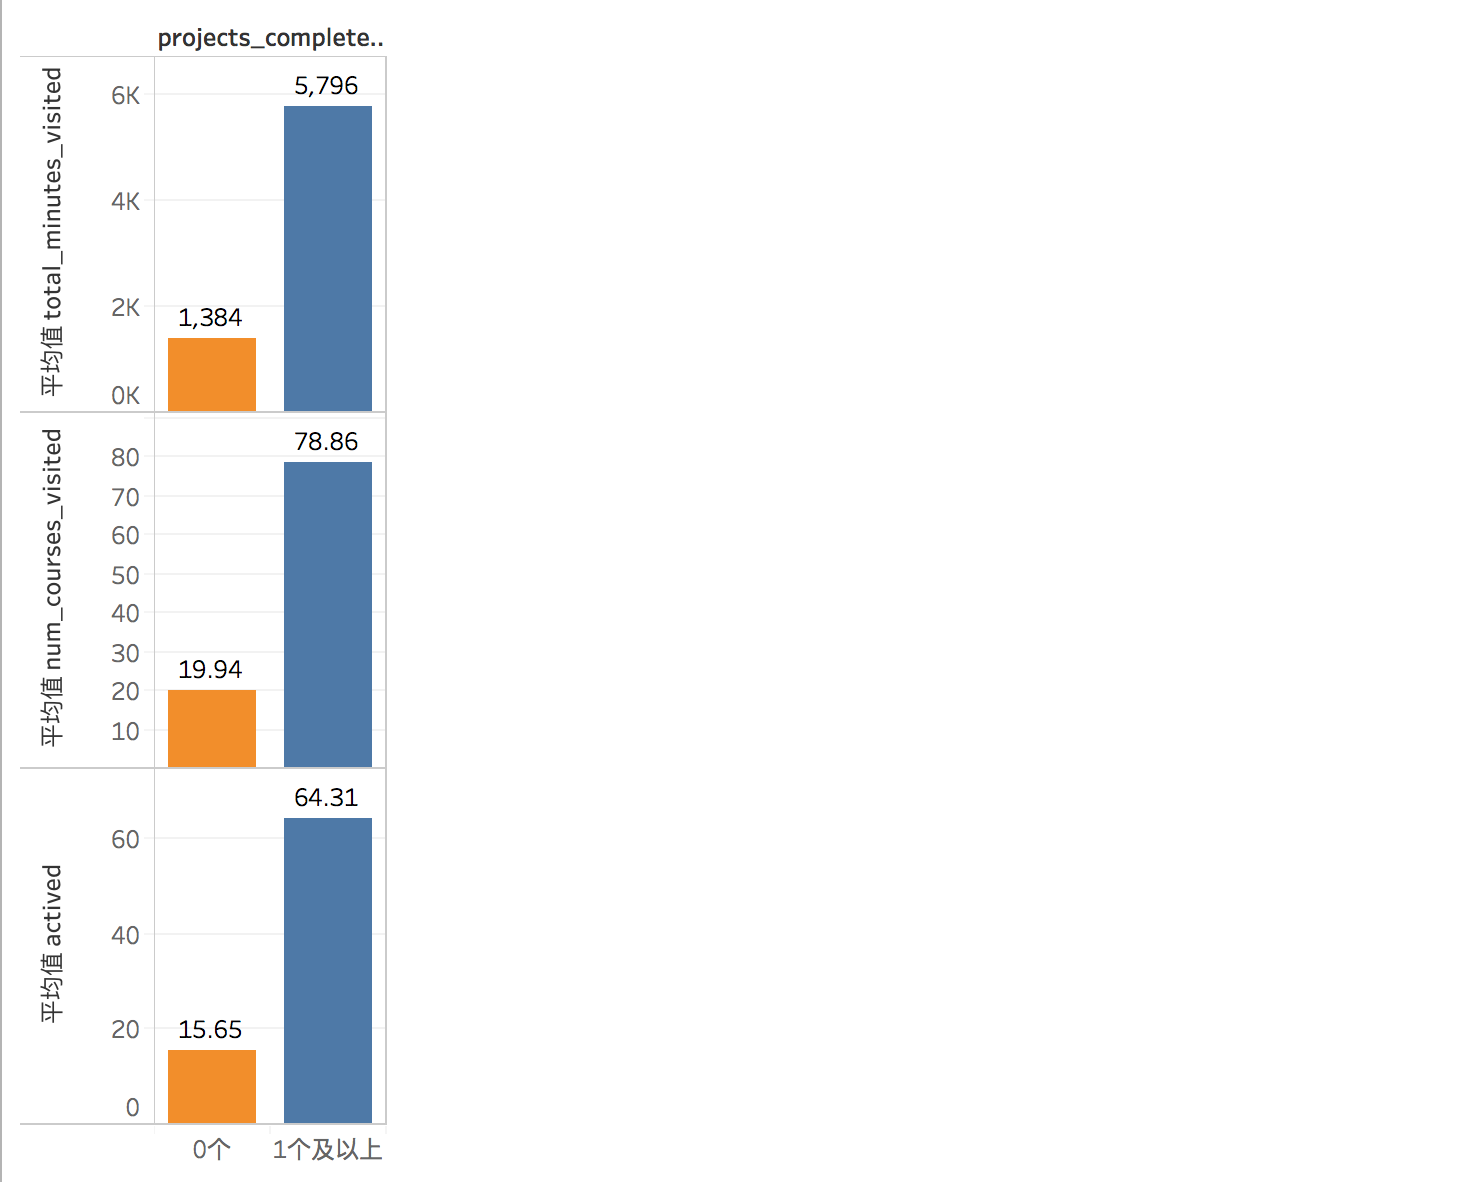 projects_complete..
平均值 total_minutes_visited
6K
4K
2K
0K
5,796
1,384
平均值 num_courses_visited
80
70
60
50
40
30
20
10
78.86
19.94
平均值 actived
60
40
20
0
64.31
15.65
0个
1个及以上